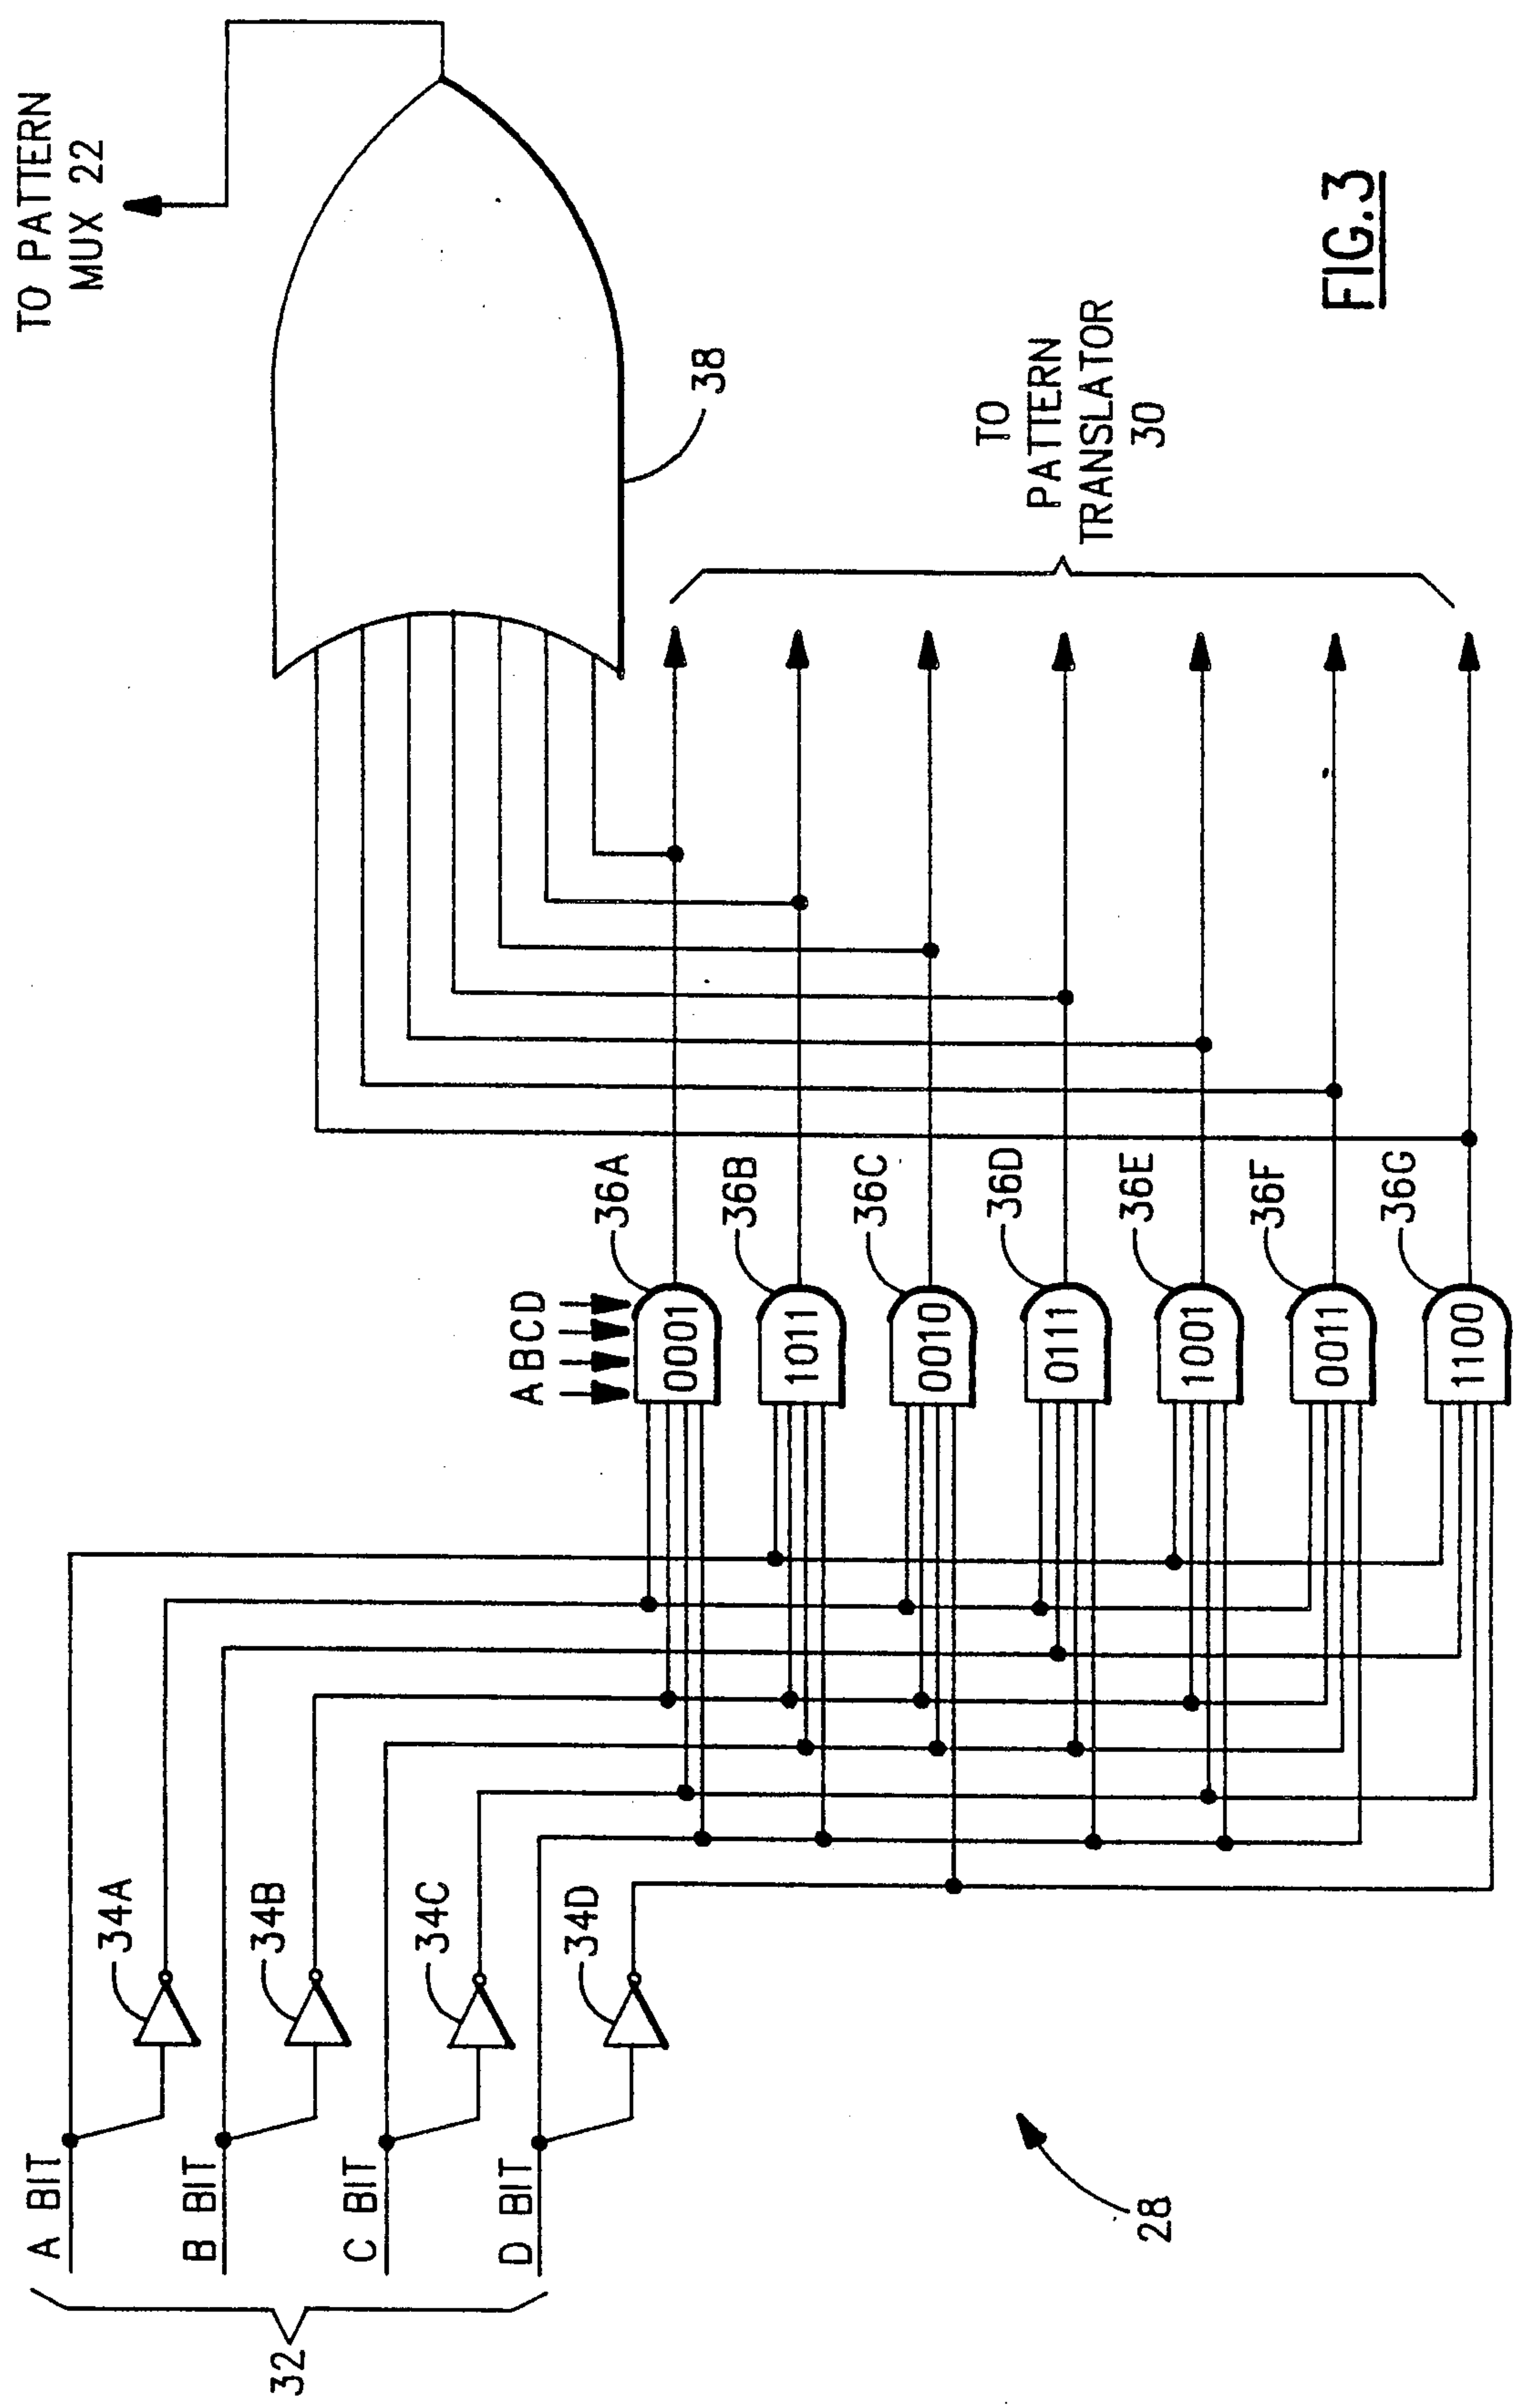 TO PATTERN
MUX 22
38
TO
PATTERN
TRANSLATOR
30
ABCD
36A
0001
36B
1011
36C
0010
36D
0111
36E
1001
36F
0011
36G
1100
A BIT
34A
B BIT
34B
C BIT
34C
D BIT
34D
32
28
FIG.3